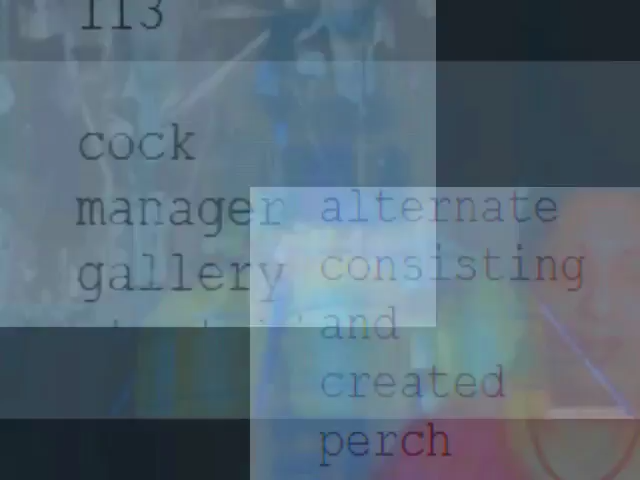 113
cock
manager
gallery
alternate
consisting
and
created
perch